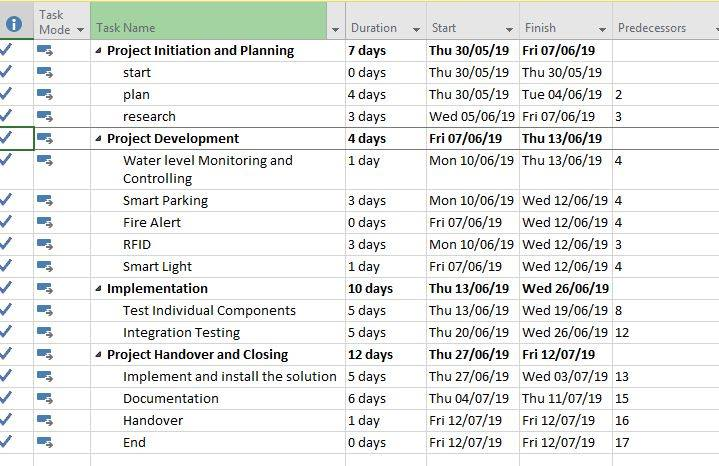 Task Mode Task Name Duration Start Finish Predecessors
Project Initiation and Planning 7 days Thu 30/05/19 Fri 07/06/19
start 0 days Thu 30/05/19 Thu 30/05/19
plan 4 days Thu 30/05/19 Tue 04/06/19 2
research 3 days Wed 05/06/19 Fri 07/06/19 3
Project Development 4 days Fri 07/06/19 Thu 13/06/19
Water level Monitoring and 1 day Mon 10/06/19 Thu 13/06/19 4
Controlling
Smart Parking 3 days Mon 10/06/19 Wed 12/06/19 4
Fire Alert 0 days Fri 07/06/19 Wed 12/06/19 4
RFID 3 days Mon 10/06/19 Wed 12/06/19 3
Smart Light 1 day Fri 07/06/19 Wed 12/06/19 4
Implementation 10 days Thu 13/06/19 Wed 26/06/19
Test Individual Components 5 days Thu 13/06/19 Wed 19/06/19 8
Integration Testing 5 days Thu 20/06/19 Wed 26/06/19 12
Project Handover and Closing 12 days Thu 27/06/19 Fri 12/07/19
Implement and install the solution 5 days Thu 27/06/19 Wed 03/07/19 13
Documentation 6 days Thu 04/07/19 Thu 11/07/19 15
Handover 1 day Fri 12/07/19 Fri 12/07/19 16
End 0 days Fri 12/07/19 Fri 12/07/19 17